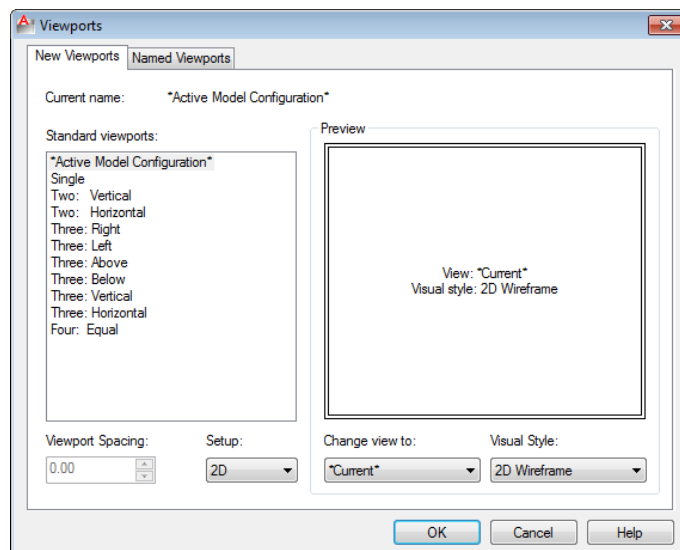 Viewports
New Viewports
Named Viewports
Current name: *Active Model Configuration*
Standard viewports:
*Active Model Configuration*
Single
Two: Vertical
Two: Horizontal
Three: Right
Three: Left
Three: Above
Three: Below
Three: Vertical
Three: Horizontal
Four: Equal
Preview
View: *Current*
Visual style: 2D Wireframe
Viewport Spacing:
0.00
Setup:
2D
Change view to:
*Current*
Visual Style:
2D Wireframe
OK
Cancel
Help